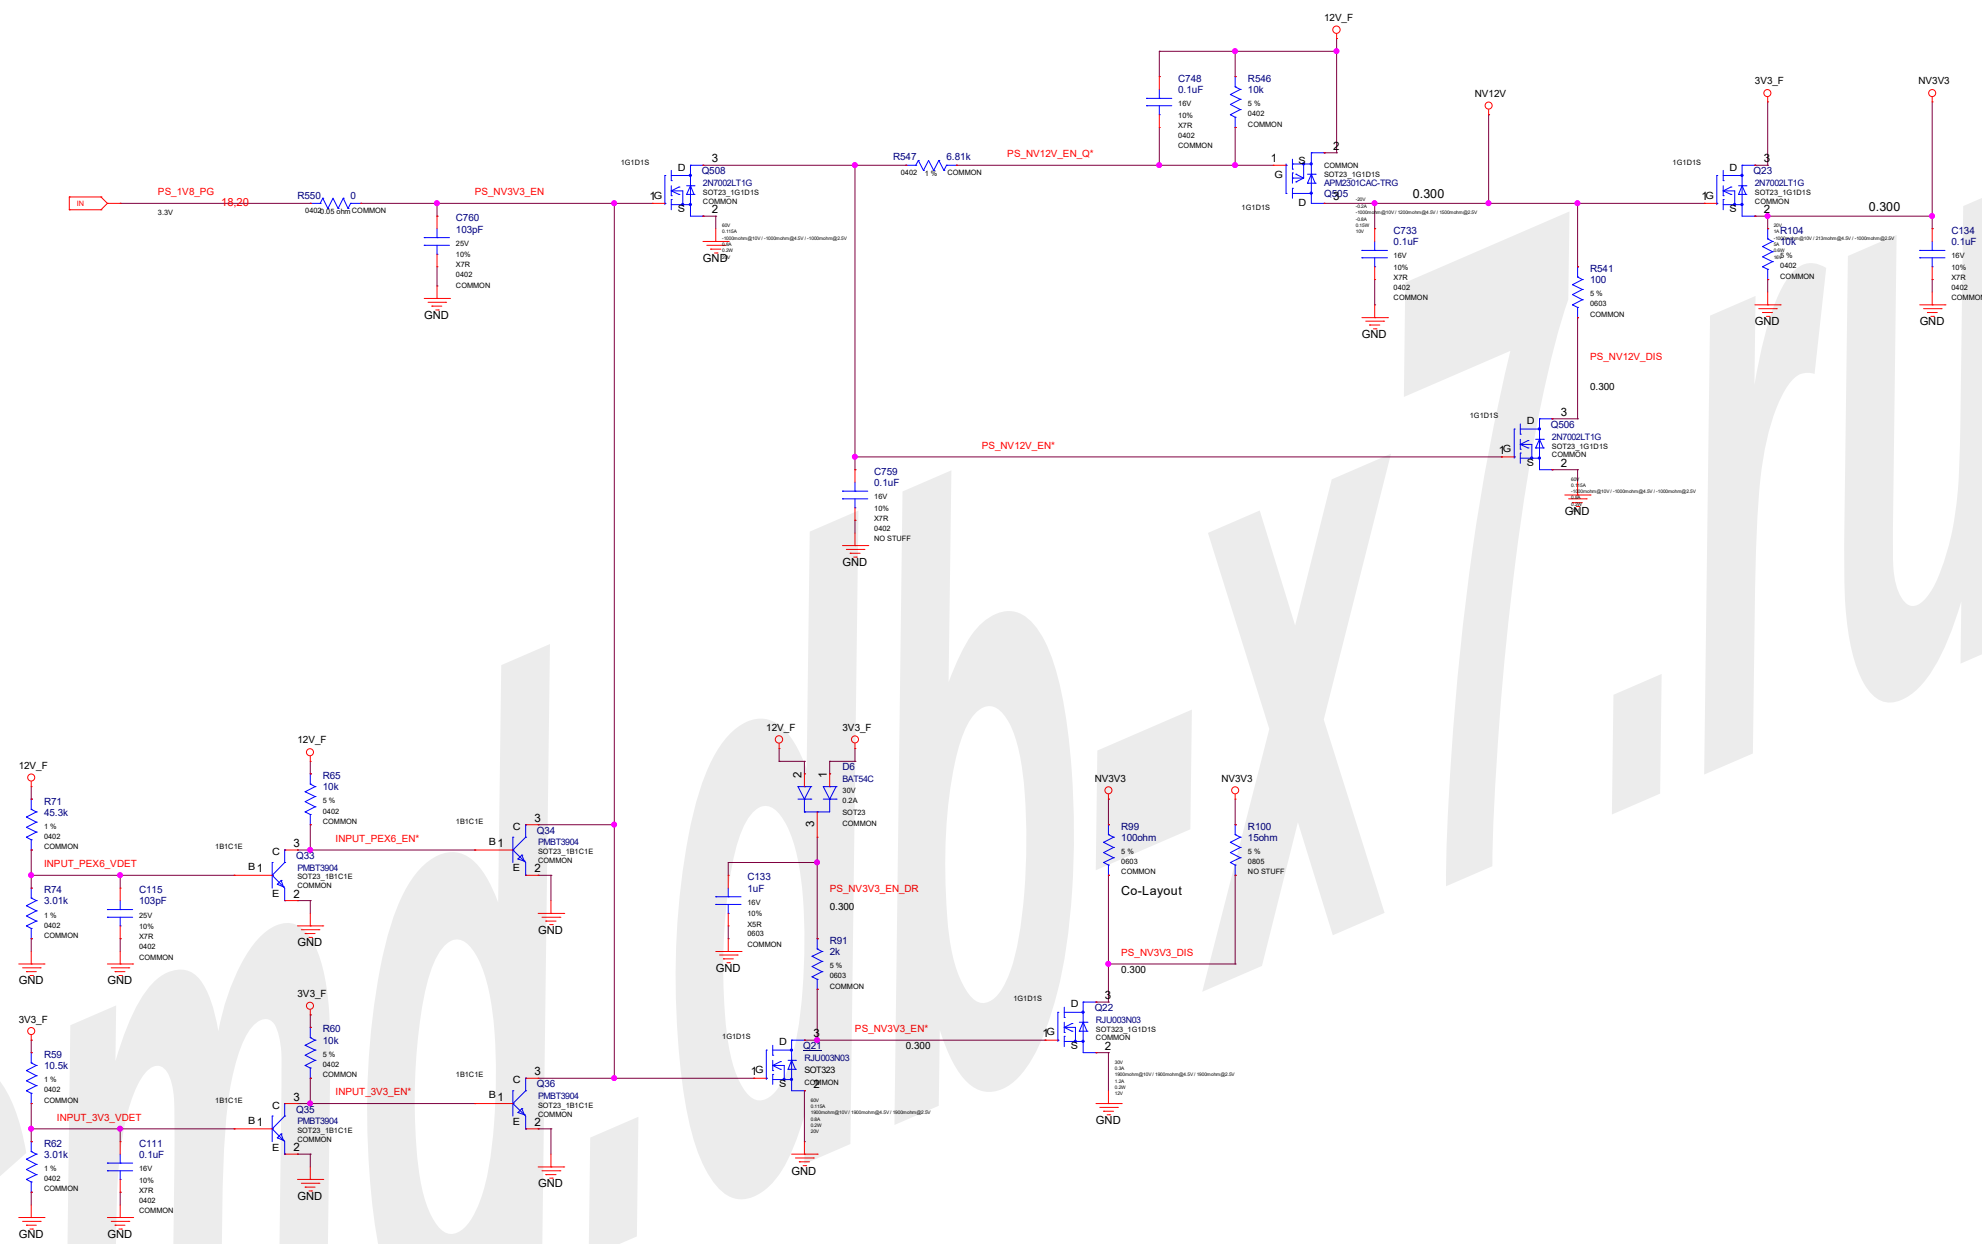 12V_F
C748
0.1uF
16V
10%
X7R
0402
COMMON
R546
10k
5 %
0402
COMMON
NV12V
3V3_F
NV3V3
1G1D1S
D
3
Q508
2N7002LT1G
SOT23_1G1D1S
COMMON
1G
S
2
GND
R547
6.81k
0402
1 %
COMMON
PS_NV12V_EN_Q*
1
G
S
2
COMMON
SOT23_1G1D1S
APM2301CAC-TRG
Q505
D
3
1G1D1S
0.300
1G1D1S
D
3
Q23
2N7002LT1G
SOT23_1G1D1S
COMMON
1G
S
2
0.300
IN
PS_1V8_PG
18,20
3.3V
R550
0
0402
0.05 ohm
COMMON
PS_NV3V3_EN
C760
103pF
25V
10%
X7R
0402
COMMON
GND
C733
0.1uF
16V
10%
X7R
0402
COMMON
GND
R541
100
5 %
0603
COMMON
R104
10k
5 %
0402
COMMON
GND
C134
0.1uF
16V
10%
X7R
0402
COMMON
GND
PS_NV12V_DIS
0.300
1G1D1S
D
3
Q506
2N7002LT1G
SOT23_1G1D1S
COMMON
1G
S
2
GND
PS_NV12V_EN*
C759
0.1uF
16V
10%
X7R
0402
NO STUFF
GND
12V_F
R71
45.3k
1 %
0402
COMMON
INPUT_PEX6_VDET
R74
3.01k
1 %
0402
COMMON
GND
C115
103pF
25V
10%
X7R
0402
COMMON
GND
12V_F
R65
10k
5 %
0402
COMMON
INPUT_PEX6_EN*
1B1C1E
C
3
Q33
PMBT3904
SOT23_1B1C1E
COMMON
B
1
E
2
GND
1B1C1E
C
3
Q34
PMBT3904
SOT23_1B1C1E
COMMON
B
1
E
2
GND
12V_F
3V3_F
2
1
D6
BAT54C
30V
0.2A
SOT23
COMMON
3
C133
1uF
16V
10%
X5R
0603
COMMON
GND
PS_NV3V3_EN_DR
0.300
R91
2k
5 %
0603
COMMON
NV3V3
NV3V3
R99
100ohm
5 %
0603
COMMON
R100
15ohm
5 %
0805
NO STUFF
Co-Layout
PS_NV3V3_DIS
0.300
1G1D1S
D
3
Q22
RJU003N03
SOT323_1G1D1S
COMMON
1G
S
2
GND
3V3_F
R59
10.5k
1 %
0402
COMMON
INPUT_3V3_VDET
R62
3.01k
1 %
0402
COMMON
GND
C111
0.1uF
16V
10%
X7R
0402
COMMON
GND
3V3_F
R60
10k
5 %
0402
COMMON
INPUT_3V3_EN*
1B1C1E
C
3
Q35
PMBT3904
SOT23_1B1C1E
COMMON
B
1
E
2
GND
1B1C1E
C
3
Q36
PMBT3904
SOT23_1B1C1E
COMMON
B
1
E
2
GND
1G1D1S
D
3
Q21
RJU003N03
SOT323
COMMON
1G
S
2
GND
PS_NV3V3_EN*
0.300